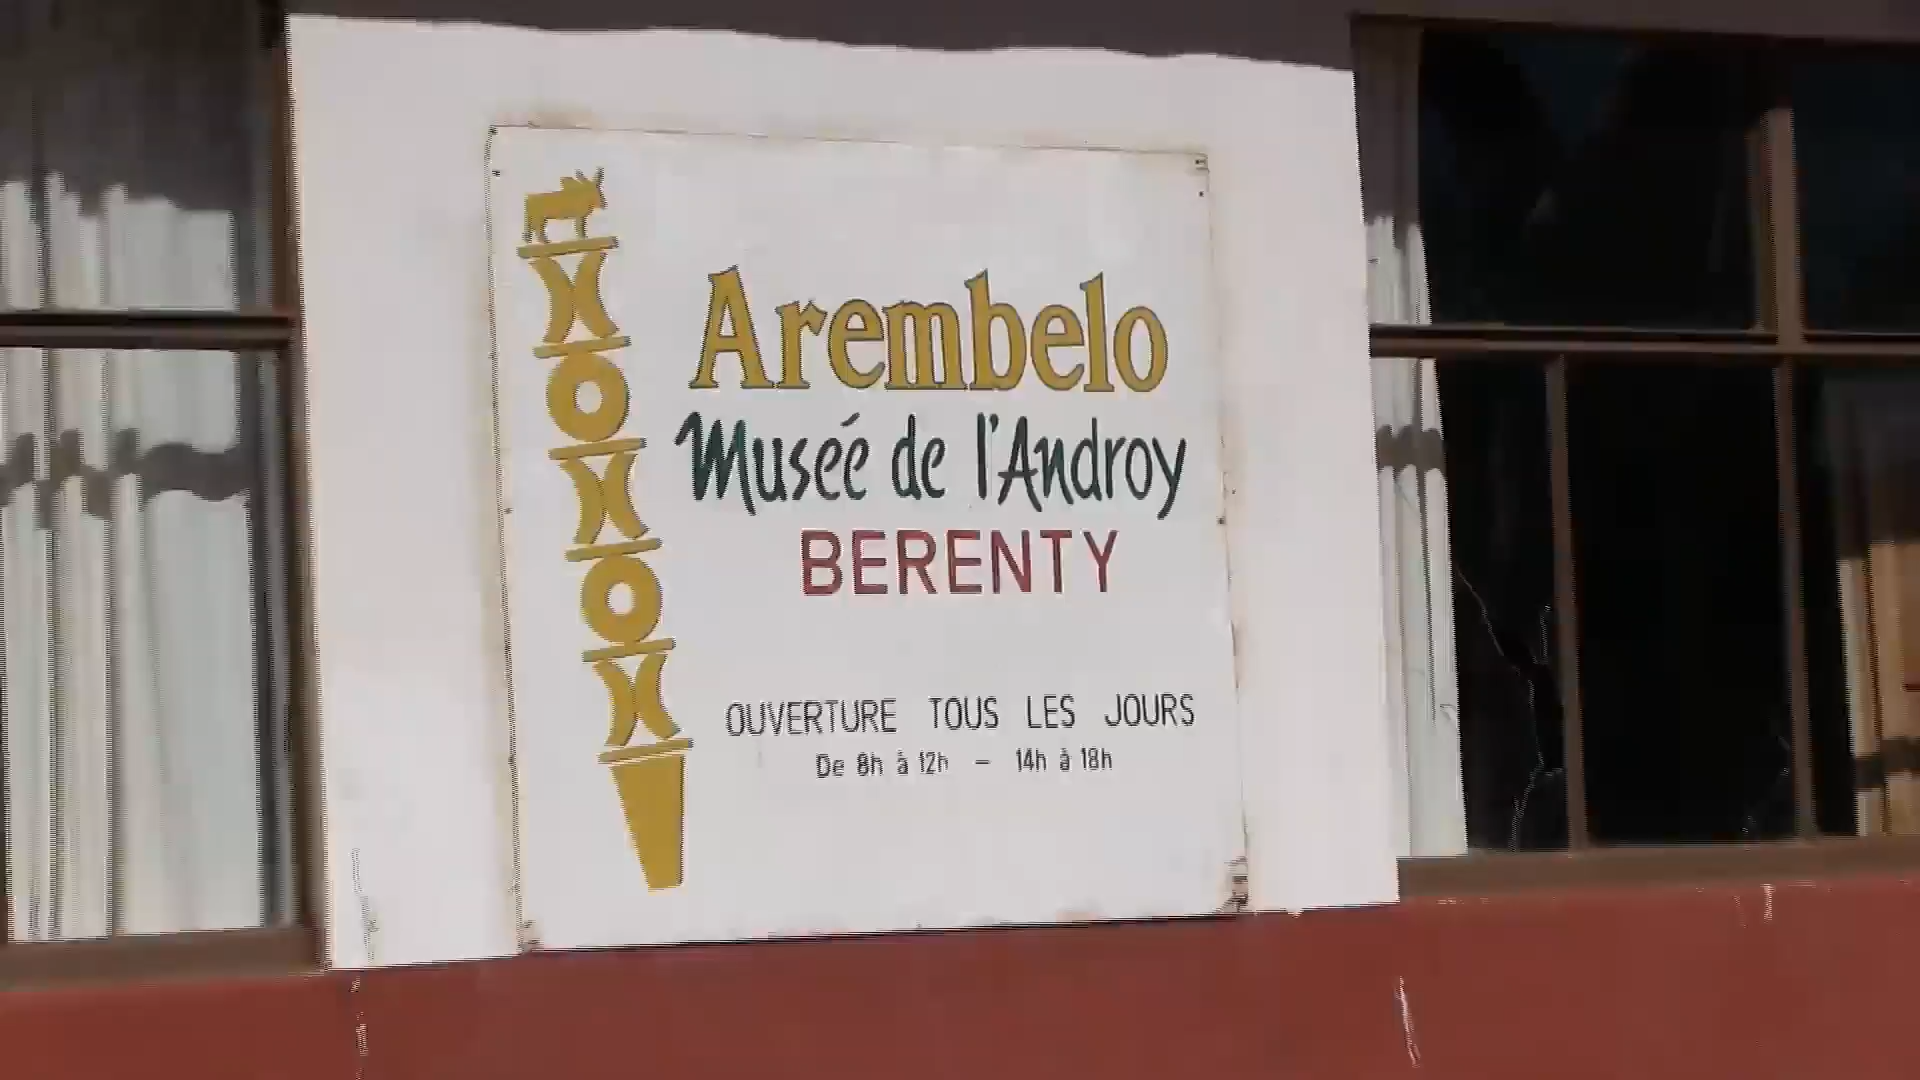 Arembelo
Musée de l'Androy
BERENTY
OUVERTURE TOUS LES JOURS
De 8h à 12h – 14h à 18h